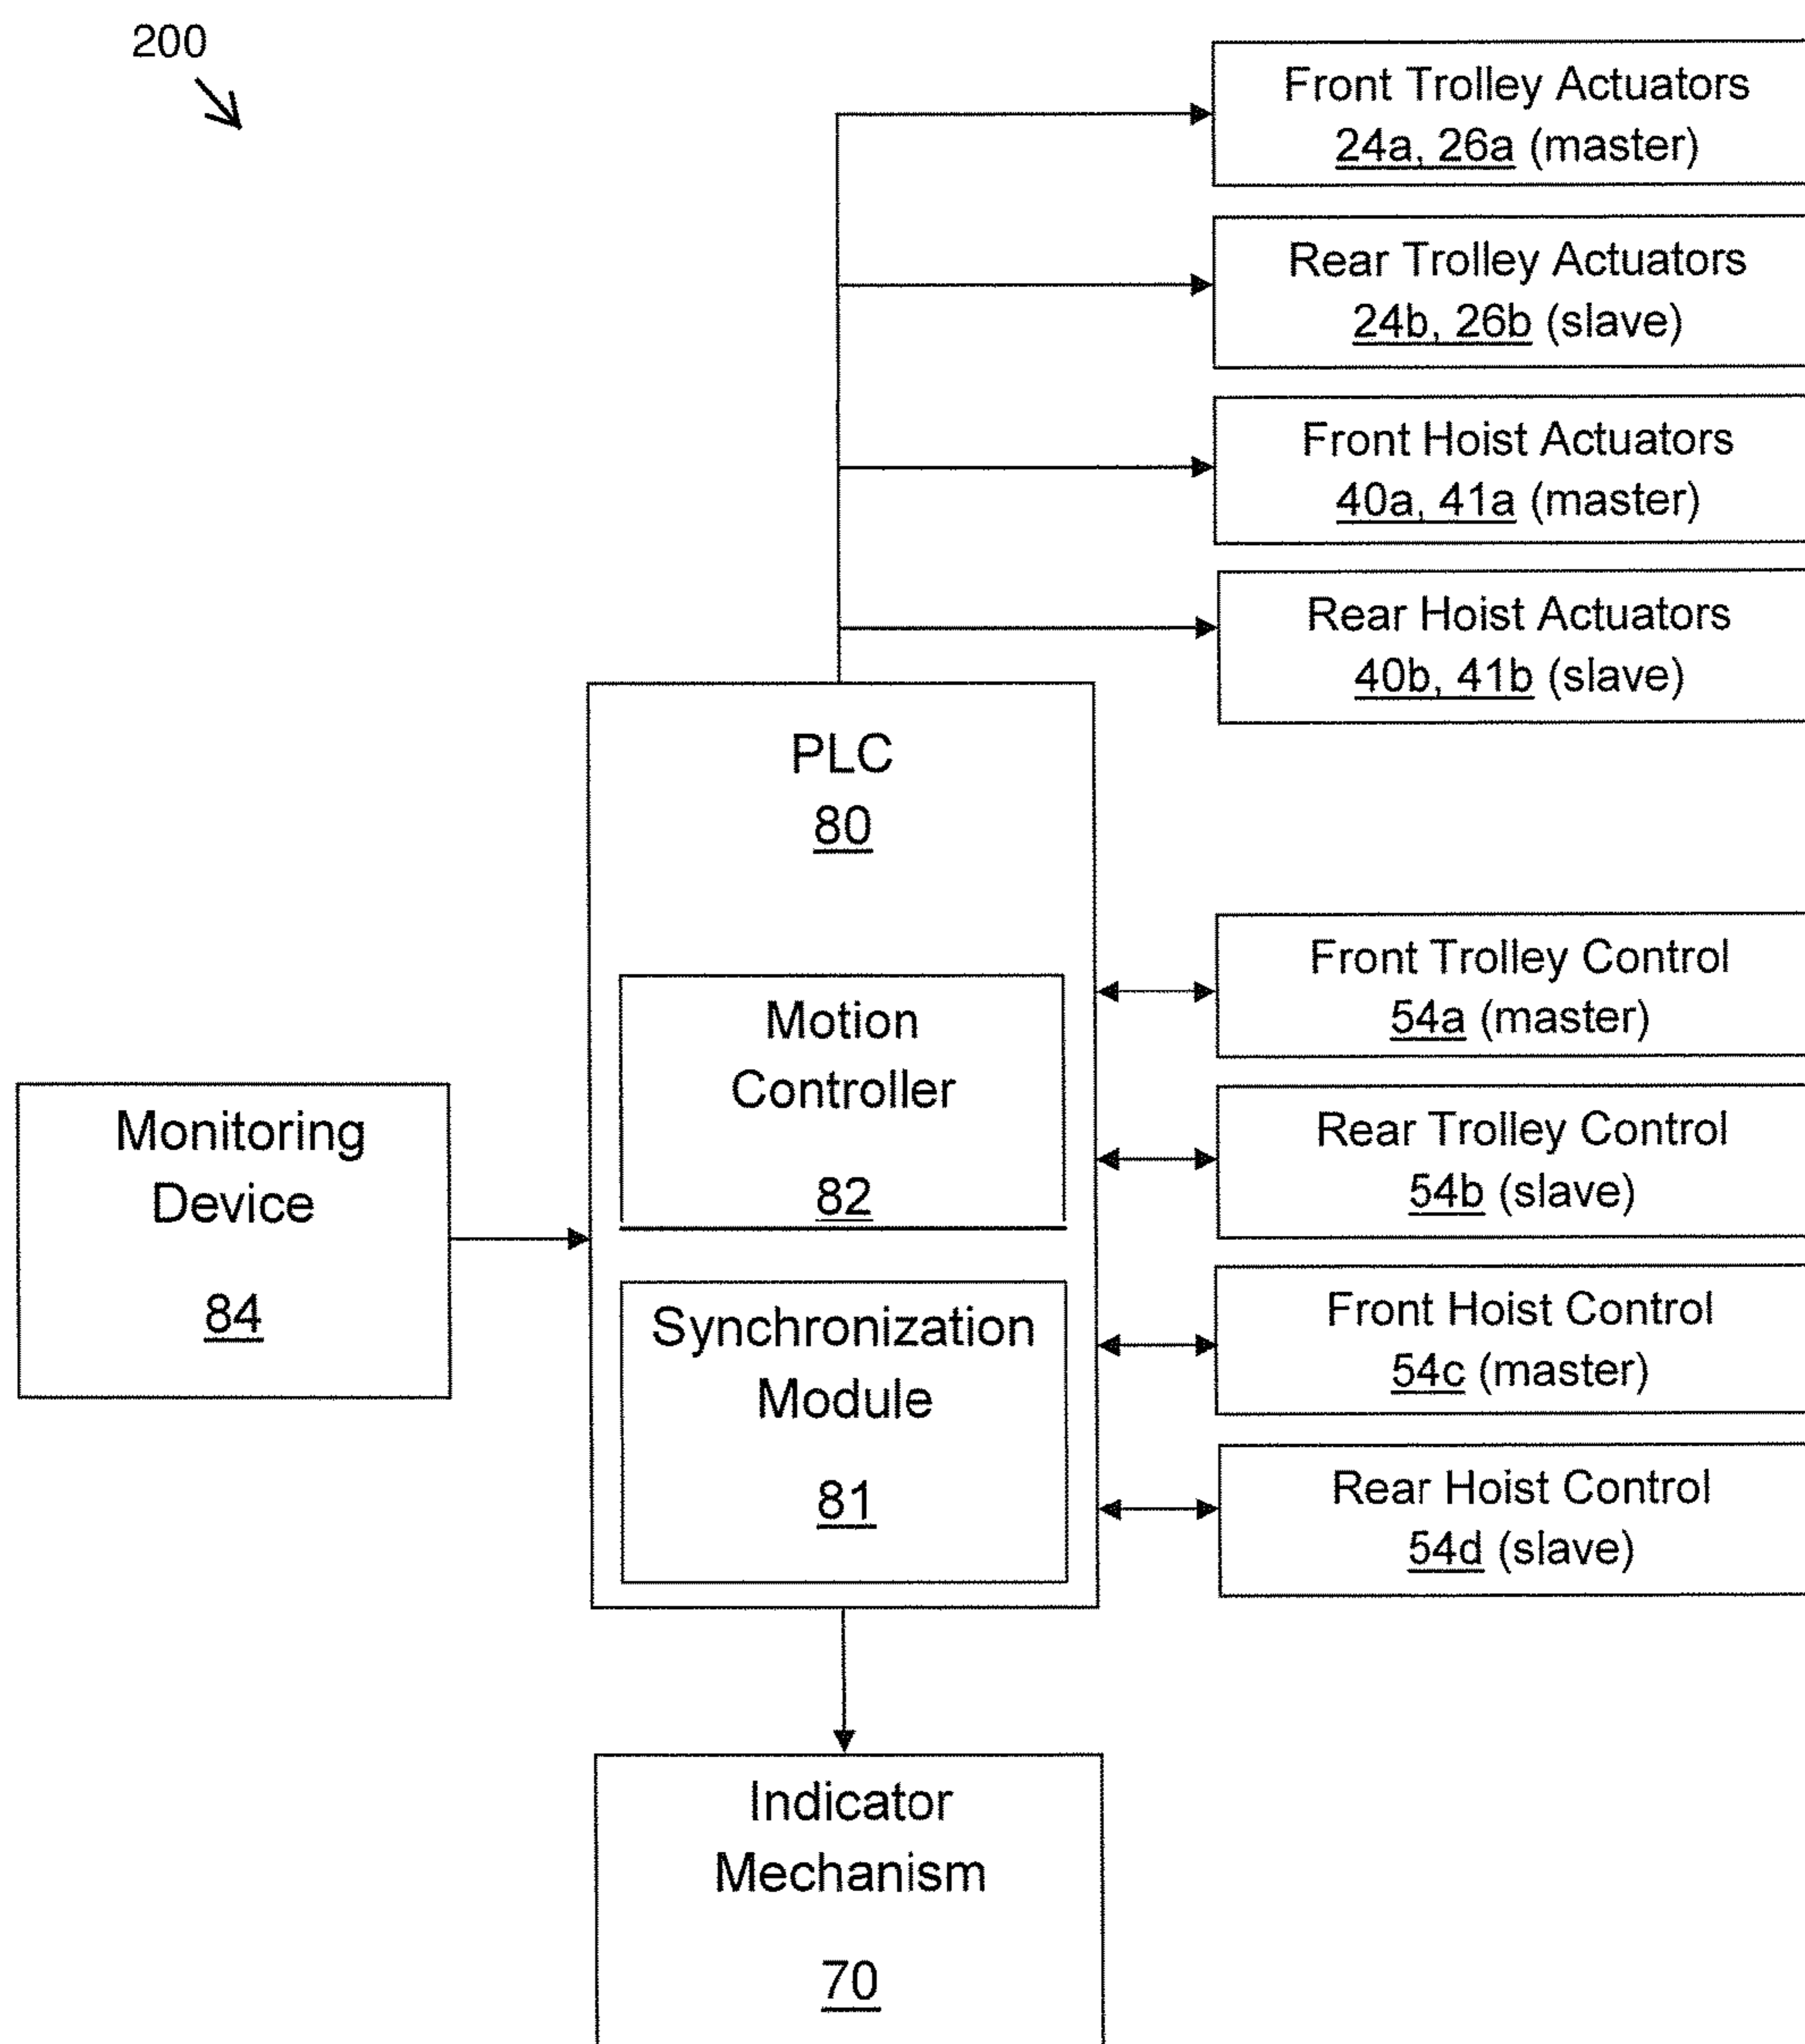 200
Front Trolley Actuators
24a, 26a (master)
Rear Trolley Actuators
24b, 26b (slave)
Front Hoist Actuators
40a, 41a (master)
Rear Hoist Actuators
40b, 41b (slave)
PLC
80
Motion
Controller
82
Synchronization
Module
81
Monitoring
Device
84
Front Trolley Control
54a (master)
Rear Trolley Control
54b (slave)
Front Hoist Control
54c (master)
Rear Hoist Control
54d (slave)
Indicator
Mechanism
70